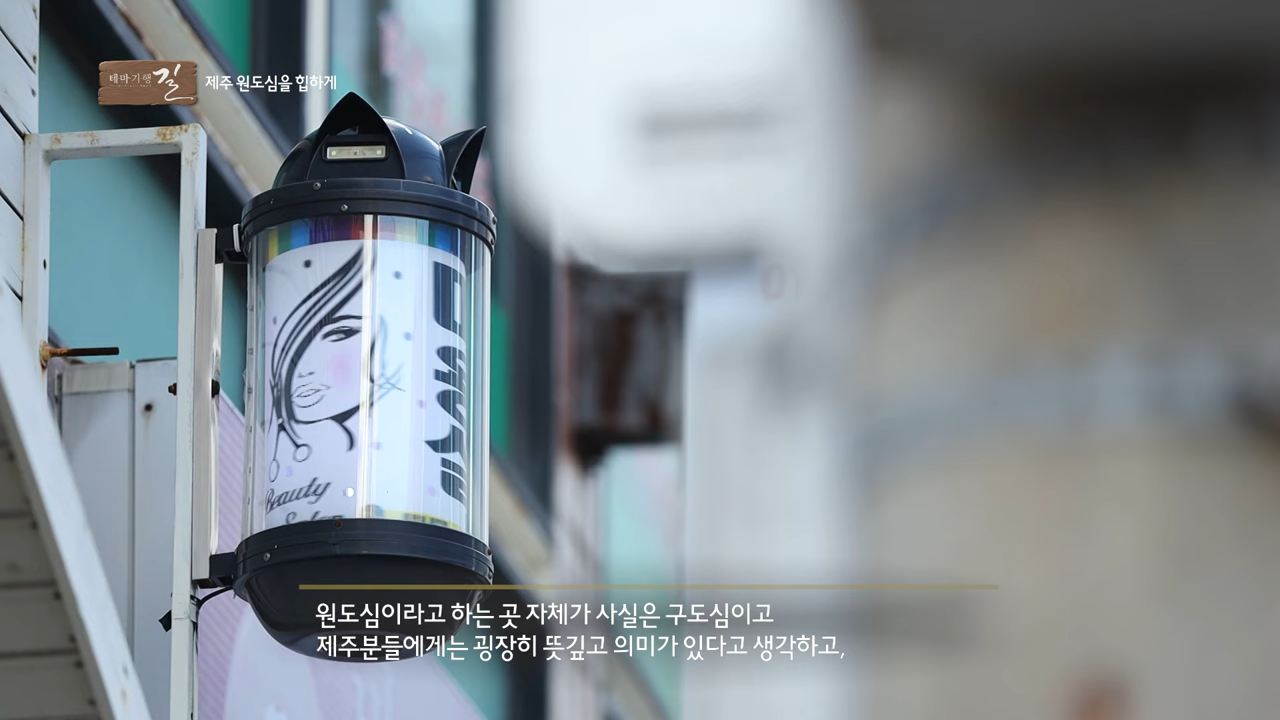 테마기행 길
제주 원도심을 힙하게
Beauty
원도심이라고 하는 곳 자체가 사실은 구도심이고
제주분들에게는 굉장히 뜻깊고 의미가 있다고 생각하고,